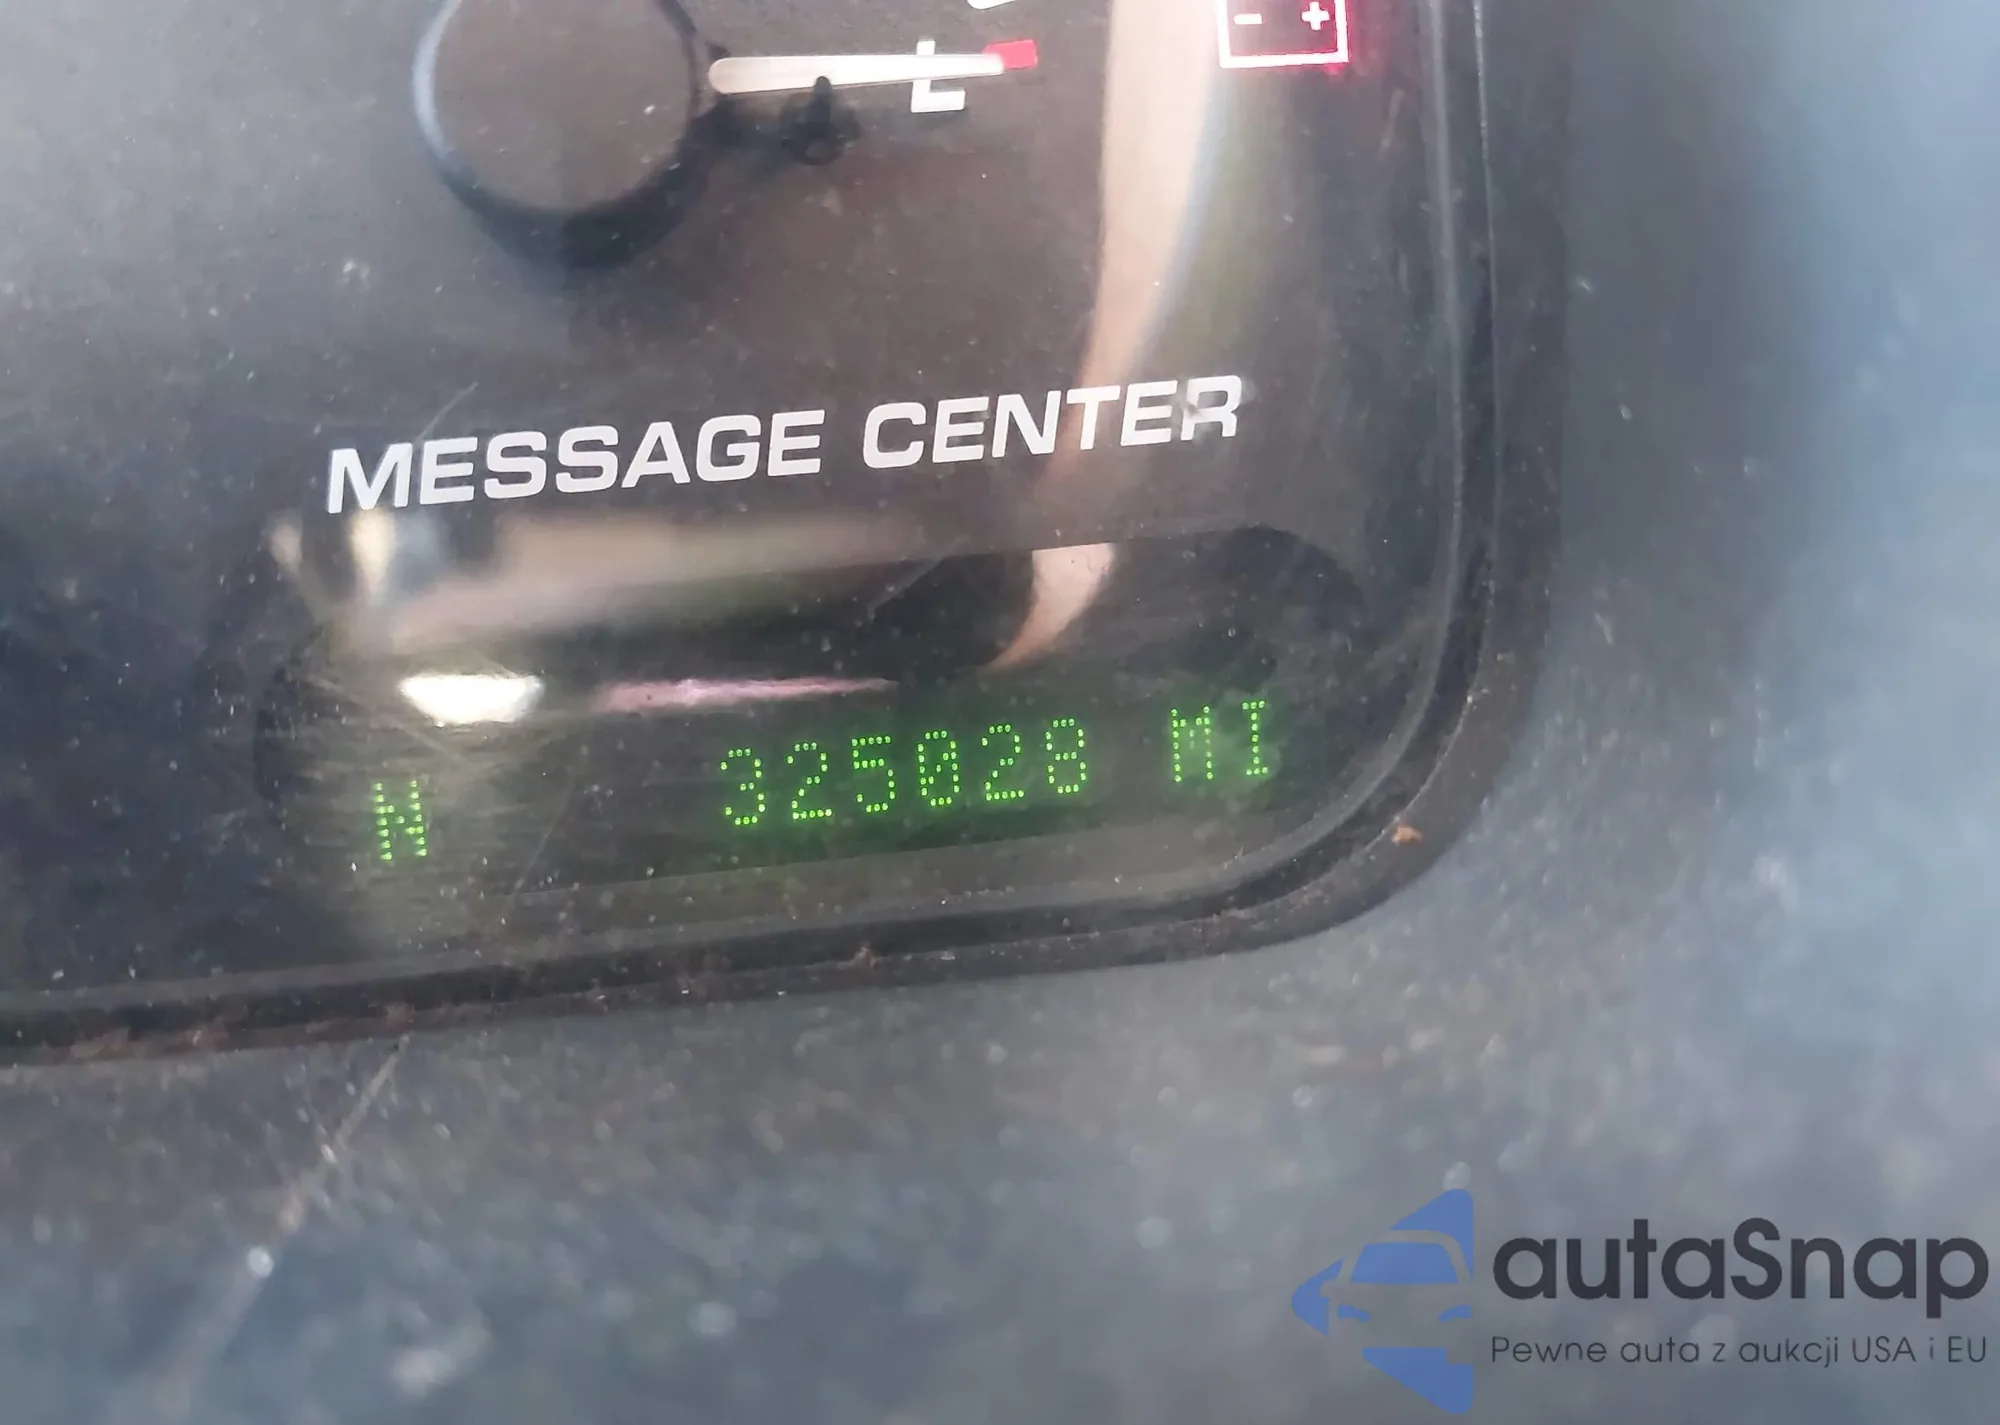 - +
E
MESSAGE CENTER
N 325028 MI
autaSnap
Pewne auta z aukcji USA i EU